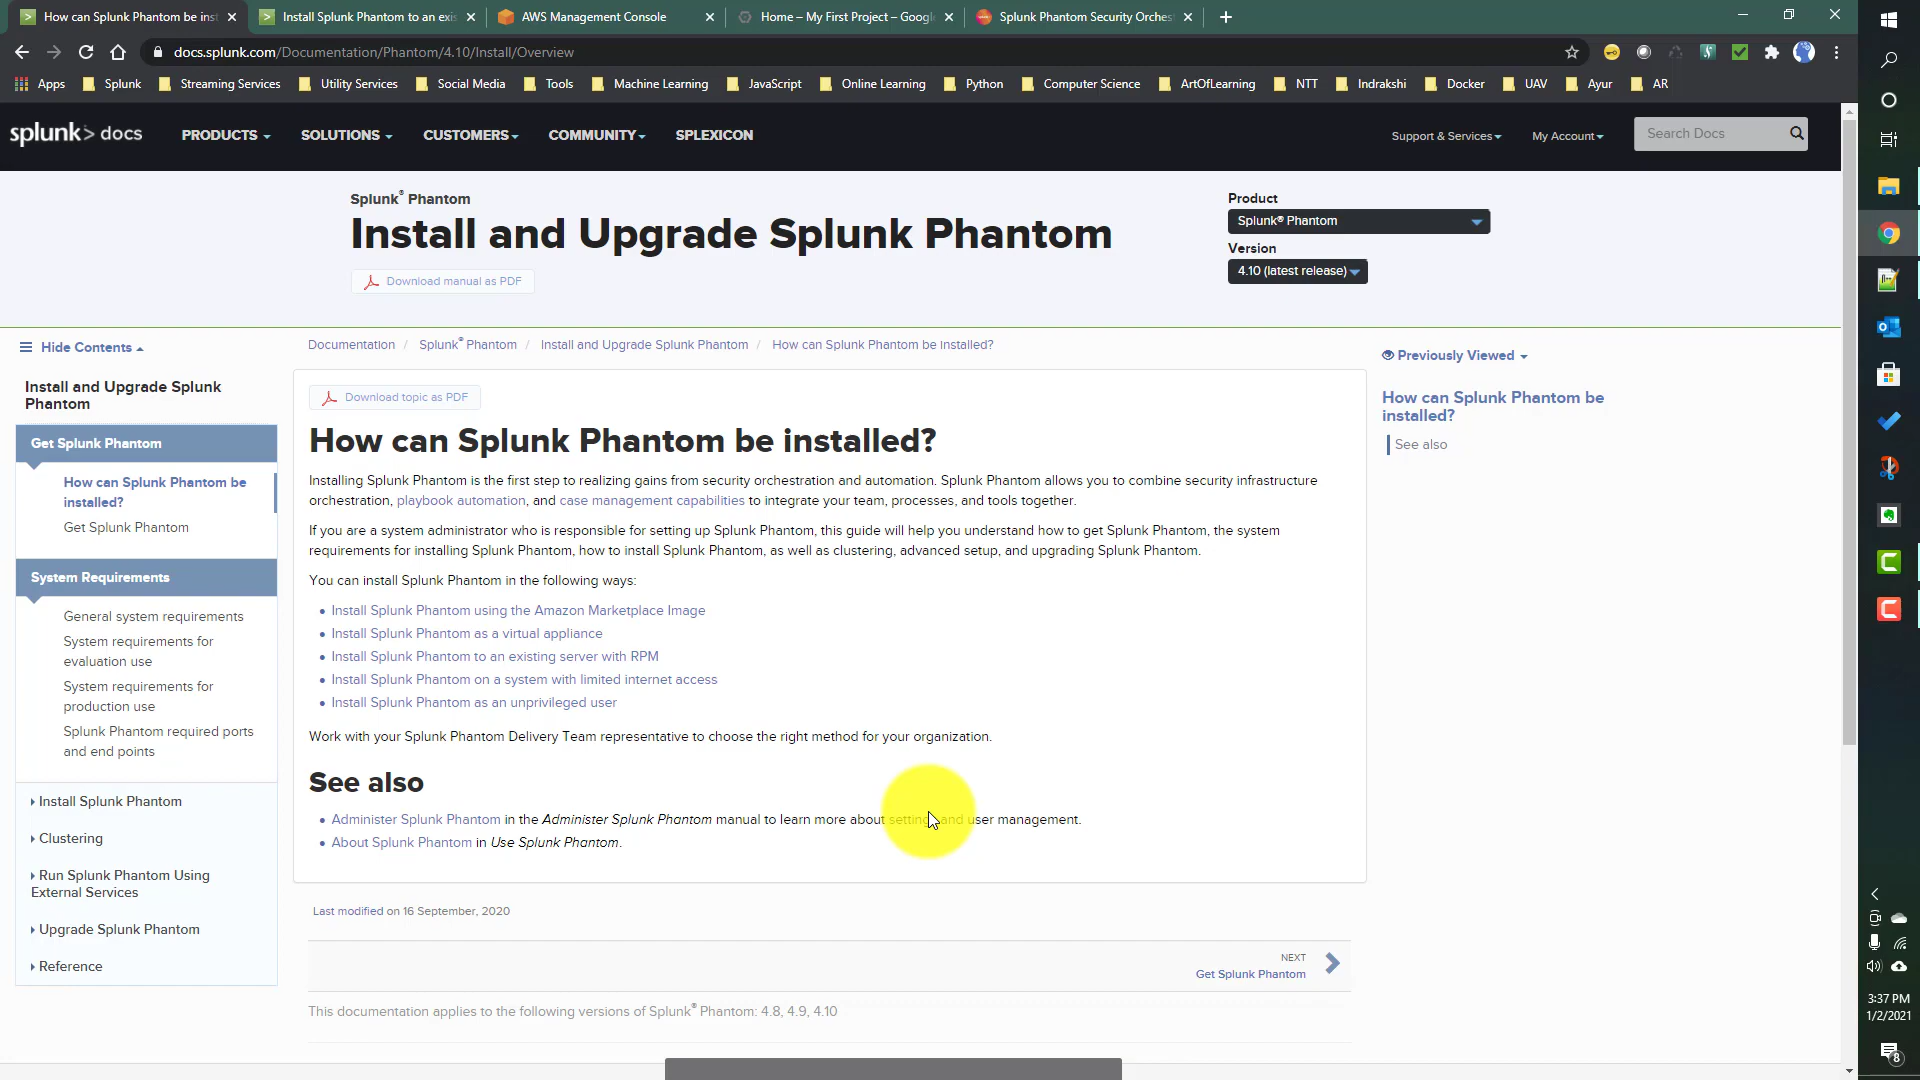 How can Splunk Phantom be inst
Install Splunk Phantom to an exis
AWS Management Console
Home – My First Project – Google
Splunk Phantom Security Orches
docs.splunk.com/Documentation/Phantom/4.10/Install/Overview
Apps
Splunk
Streaming Services
Utility Services
Social Media
Tools
Machine Learning
JavaScript
Online Learning
Python
Computer Science
ArtOfLearning
NTT
Indrakshi
Docker
UAV
Ayur
AR
splunk> docs
PRODUCTS
SOLUTIONS
CUSTOMERS
COMMUNITY
SPLEXICON
Support & Services
My Account
Search Docs
Splunk® Phantom
Install and Upgrade Splunk Phantom
Download manual as PDF
Product
Splunk® Phantom
Version
4.10 (latest release)
Hide Contents
Documentation / Splunk® Phantom / Install and Upgrade Splunk Phantom / How can Splunk Phantom be installed?
Previously Viewed
Install and Upgrade Splunk
Phantom
Get Splunk Phantom
How can Splunk Phantom be
installed?
Get Splunk Phantom
System Requirements
General system requirements
System requirements for
evaluation use
System requirements for
production use
Splunk Phantom required ports
and end points
Install Splunk Phantom
Clustering
Run Splunk Phantom Using
External Services
Upgrade Splunk Phantom
Reference
Download topic as PDF
How can Splunk Phantom be installed?
Installing Splunk Phantom is the first step to realizing gains from security orchestration and automation. Splunk Phantom allows you to combine security infrastructure
orchestration, playbook automation, and case management capabilities to integrate your team, processes, and tools together.
If you are a system administrator who is responsible for setting up Splunk Phantom, this guide will help you understand how to get Splunk Phantom, the system
requirements for installing Splunk Phantom, how to install Splunk Phantom, as well as clustering, advanced setup, and upgrading Splunk Phantom.
You can install Splunk Phantom in the following ways:
• Install Splunk Phantom using the Amazon Marketplace Image
• Install Splunk Phantom as a virtual appliance
• Install Splunk Phantom to an existing server with RPM
• Install Splunk Phantom on a system with limited internet access
• Install Splunk Phantom as an unprivileged user
Work with your Splunk Phantom Delivery Team representative to choose the right method for your organization.
See also
• Administer Splunk Phantom in the Administer Splunk Phantom manual to learn more about settings and user management.
• About Splunk Phantom in Use Splunk Phantom.
Last modified on 16 September, 2020
NEXT
Get Splunk Phantom
This documentation applies to the following versions of Splunk® Phantom: 4.8, 4.9, 4.10
How can Splunk Phantom be
installed?
See also
3:37 PM
1/2/2021
8